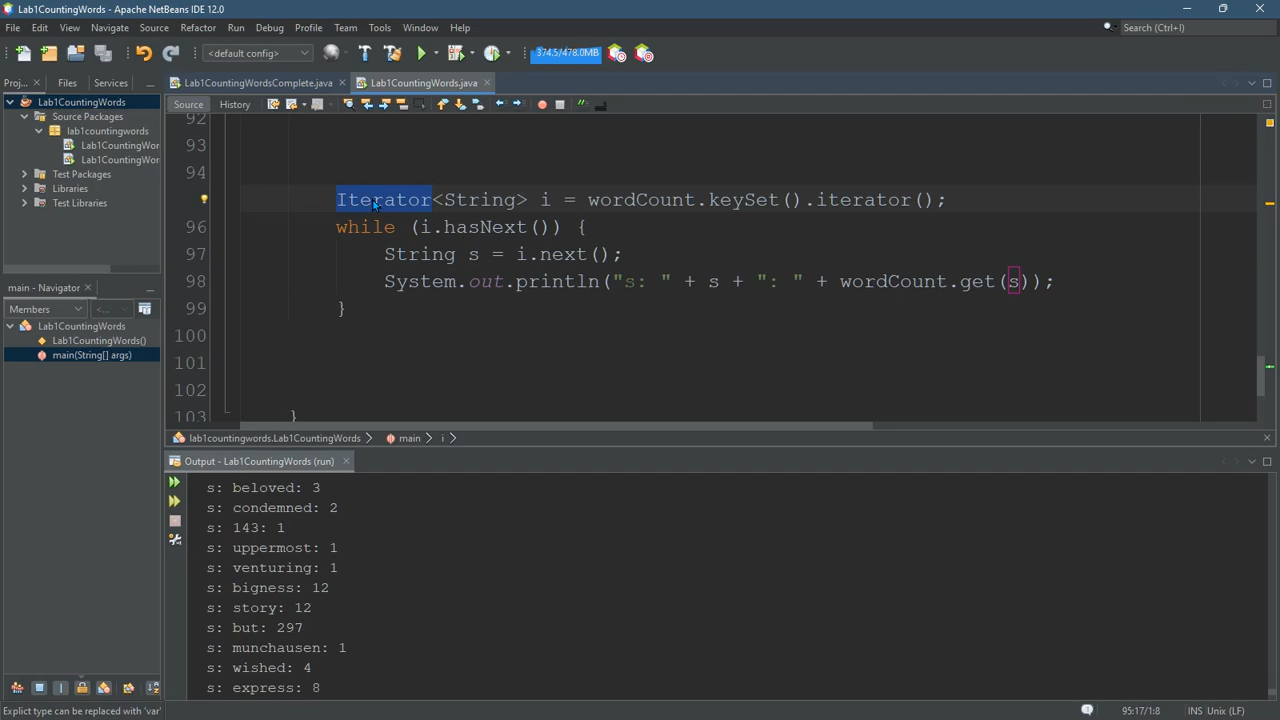 Lab1CountingWords - Apache NetBeans IDE 12.0
File Edit View Navigate Source Refactor Run Debug Profile Team Tools Window Help
Search (Ctrl+I)
<default config>
374.5/478.0MB
Proj... Files Services
Lab1CountingWordsComplete.java Lab1CountingWords.java
Lab1CountingWords
Source Packages
lab1countingwords
Lab1CountingWor
Lab1CountingWor
Test Packages
Libraries
Test Libraries
Source History
92
93
94
Iterator<String> i = wordCount.keySet().iterator();
96 while (i.hasNext()) {
97 String s = i.next();
98 System.out.println("s: " + s + ": " + wordCount.get(s));
99 }
100
101
102
103 }
main - Navigator
Members <...
Lab1CountingWords
Lab1CountingWords()
main(String[] args)
lab1countingwords.Lab1CountingWords main i
Output - Lab1CountingWords (run)
s: beloved: 3
s: condemned: 2
s: 143: 1
s: uppermost: 1
s: venturing: 1
s: bigness: 12
s: story: 12
s: but: 297
s: munchausen: 1
s: wished: 4
s: express: 8
Explict type can be replaced with 'var'
95:17/1:8 INS Unix (LF)